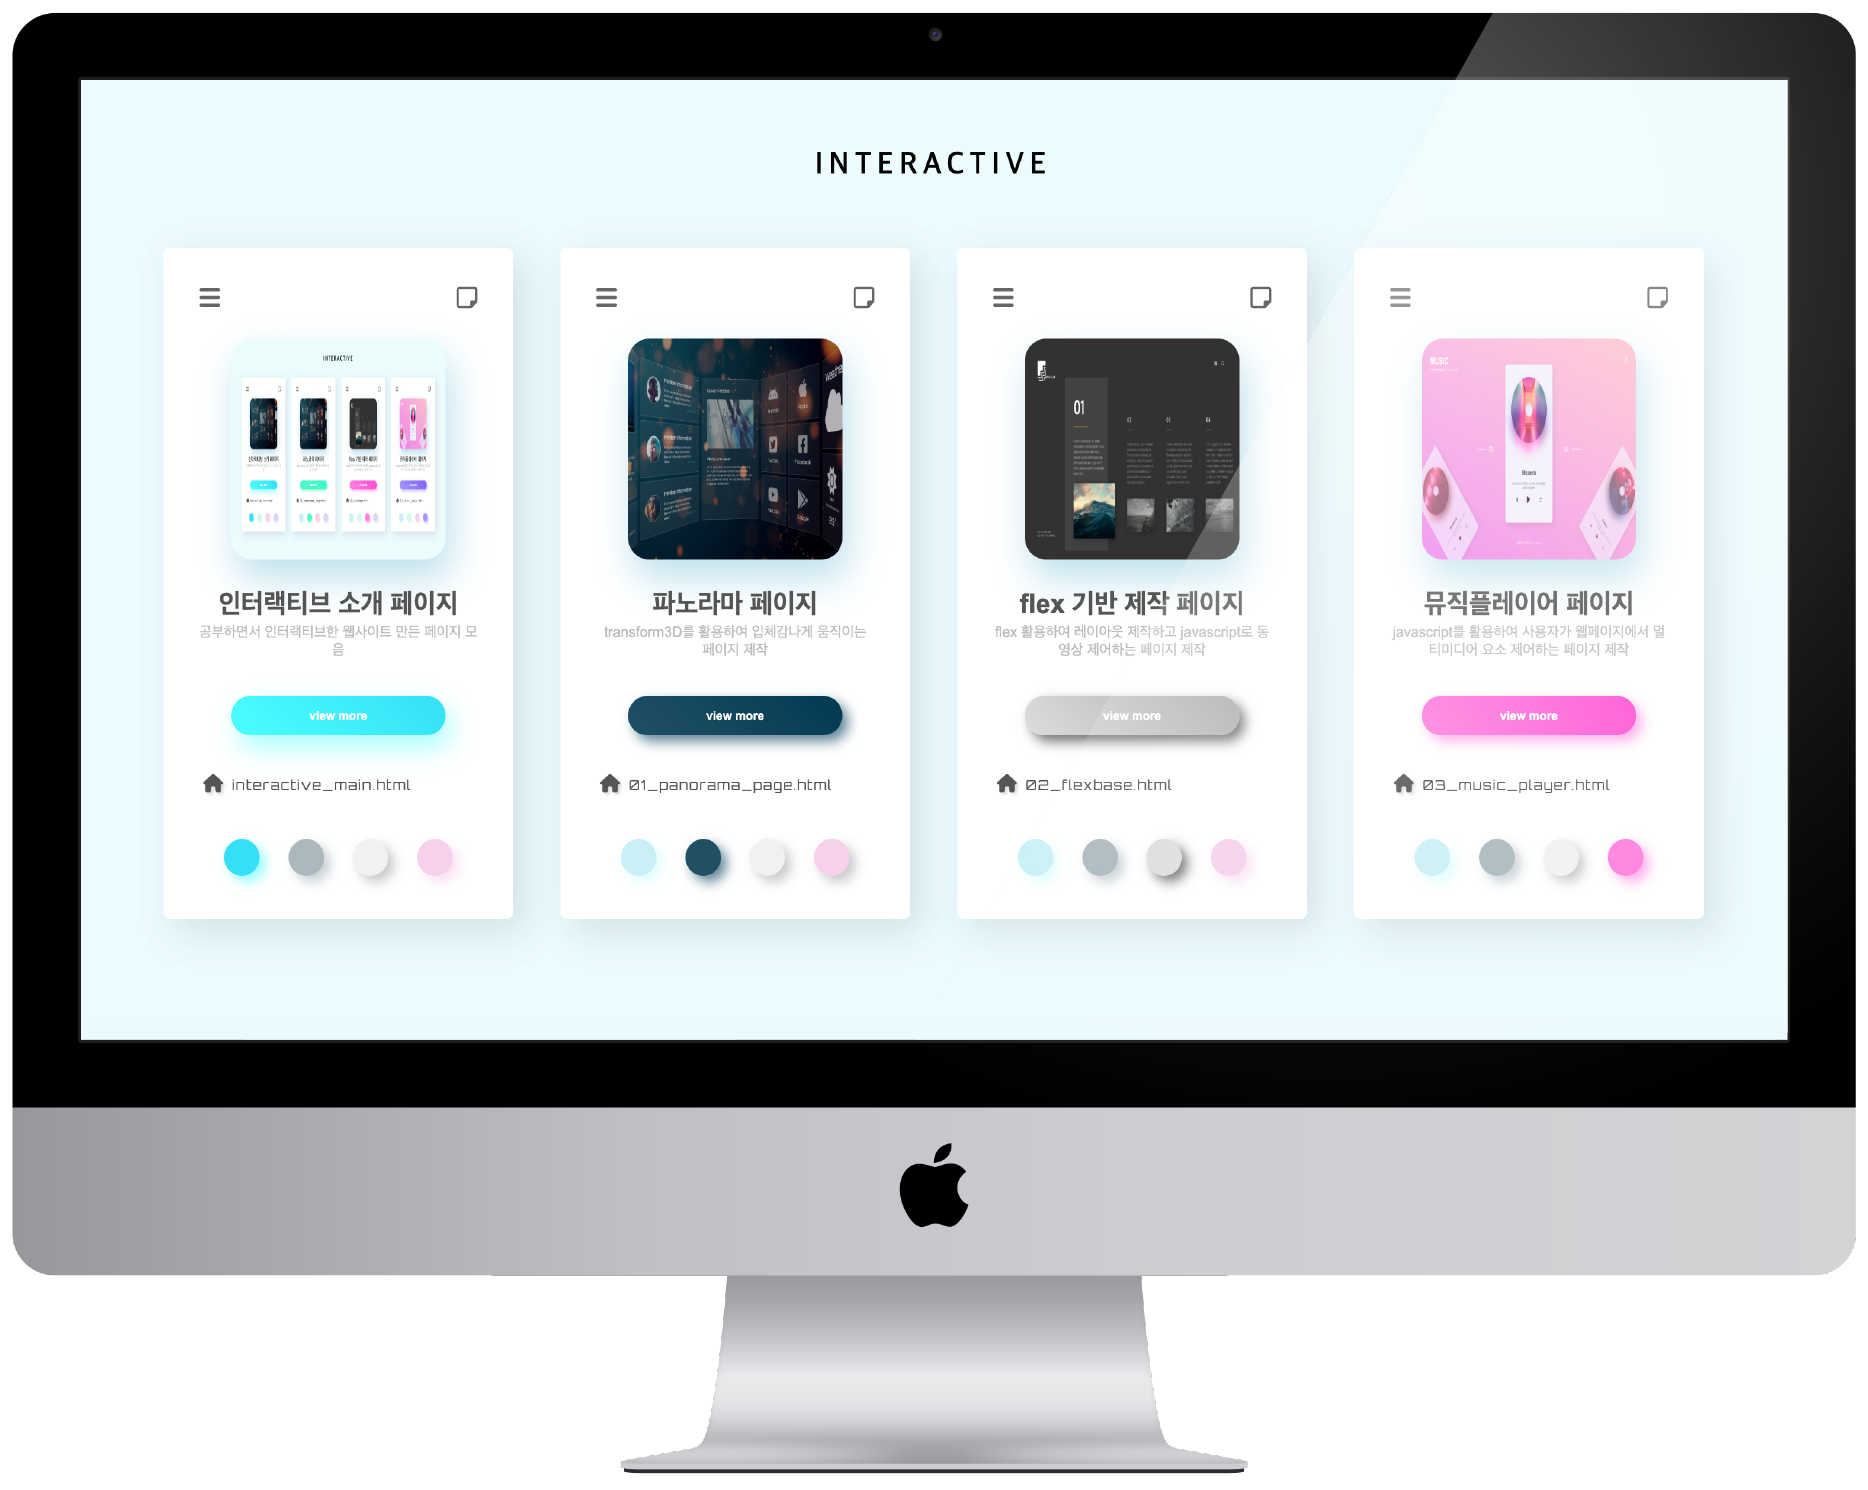 INTERACTIVE
INTERACTIVE
인터랙티브 소개 페이지
공부하면서 인터랙티브한 웹사이트 만든 페이지 모
음
view more
interactive_main.html
파노라마 페이지
transform3D를 활용하여 입체감나게 움직이는
페이지 제작
view more
01_panorama_page.html
01
flex 기반 제작 페이지
flex 활용하여 레이아웃 제작하고 javascript로 동
영상 제어하는 페이지 제작
view more
02_flexbase.html
MUSIC
뮤직플레이어 페이지
javascript를 활용하여 사용자가 웹페이지에서 멀
티미디어 요소 제어하는 페이지 제작
view more
03_music_player.html